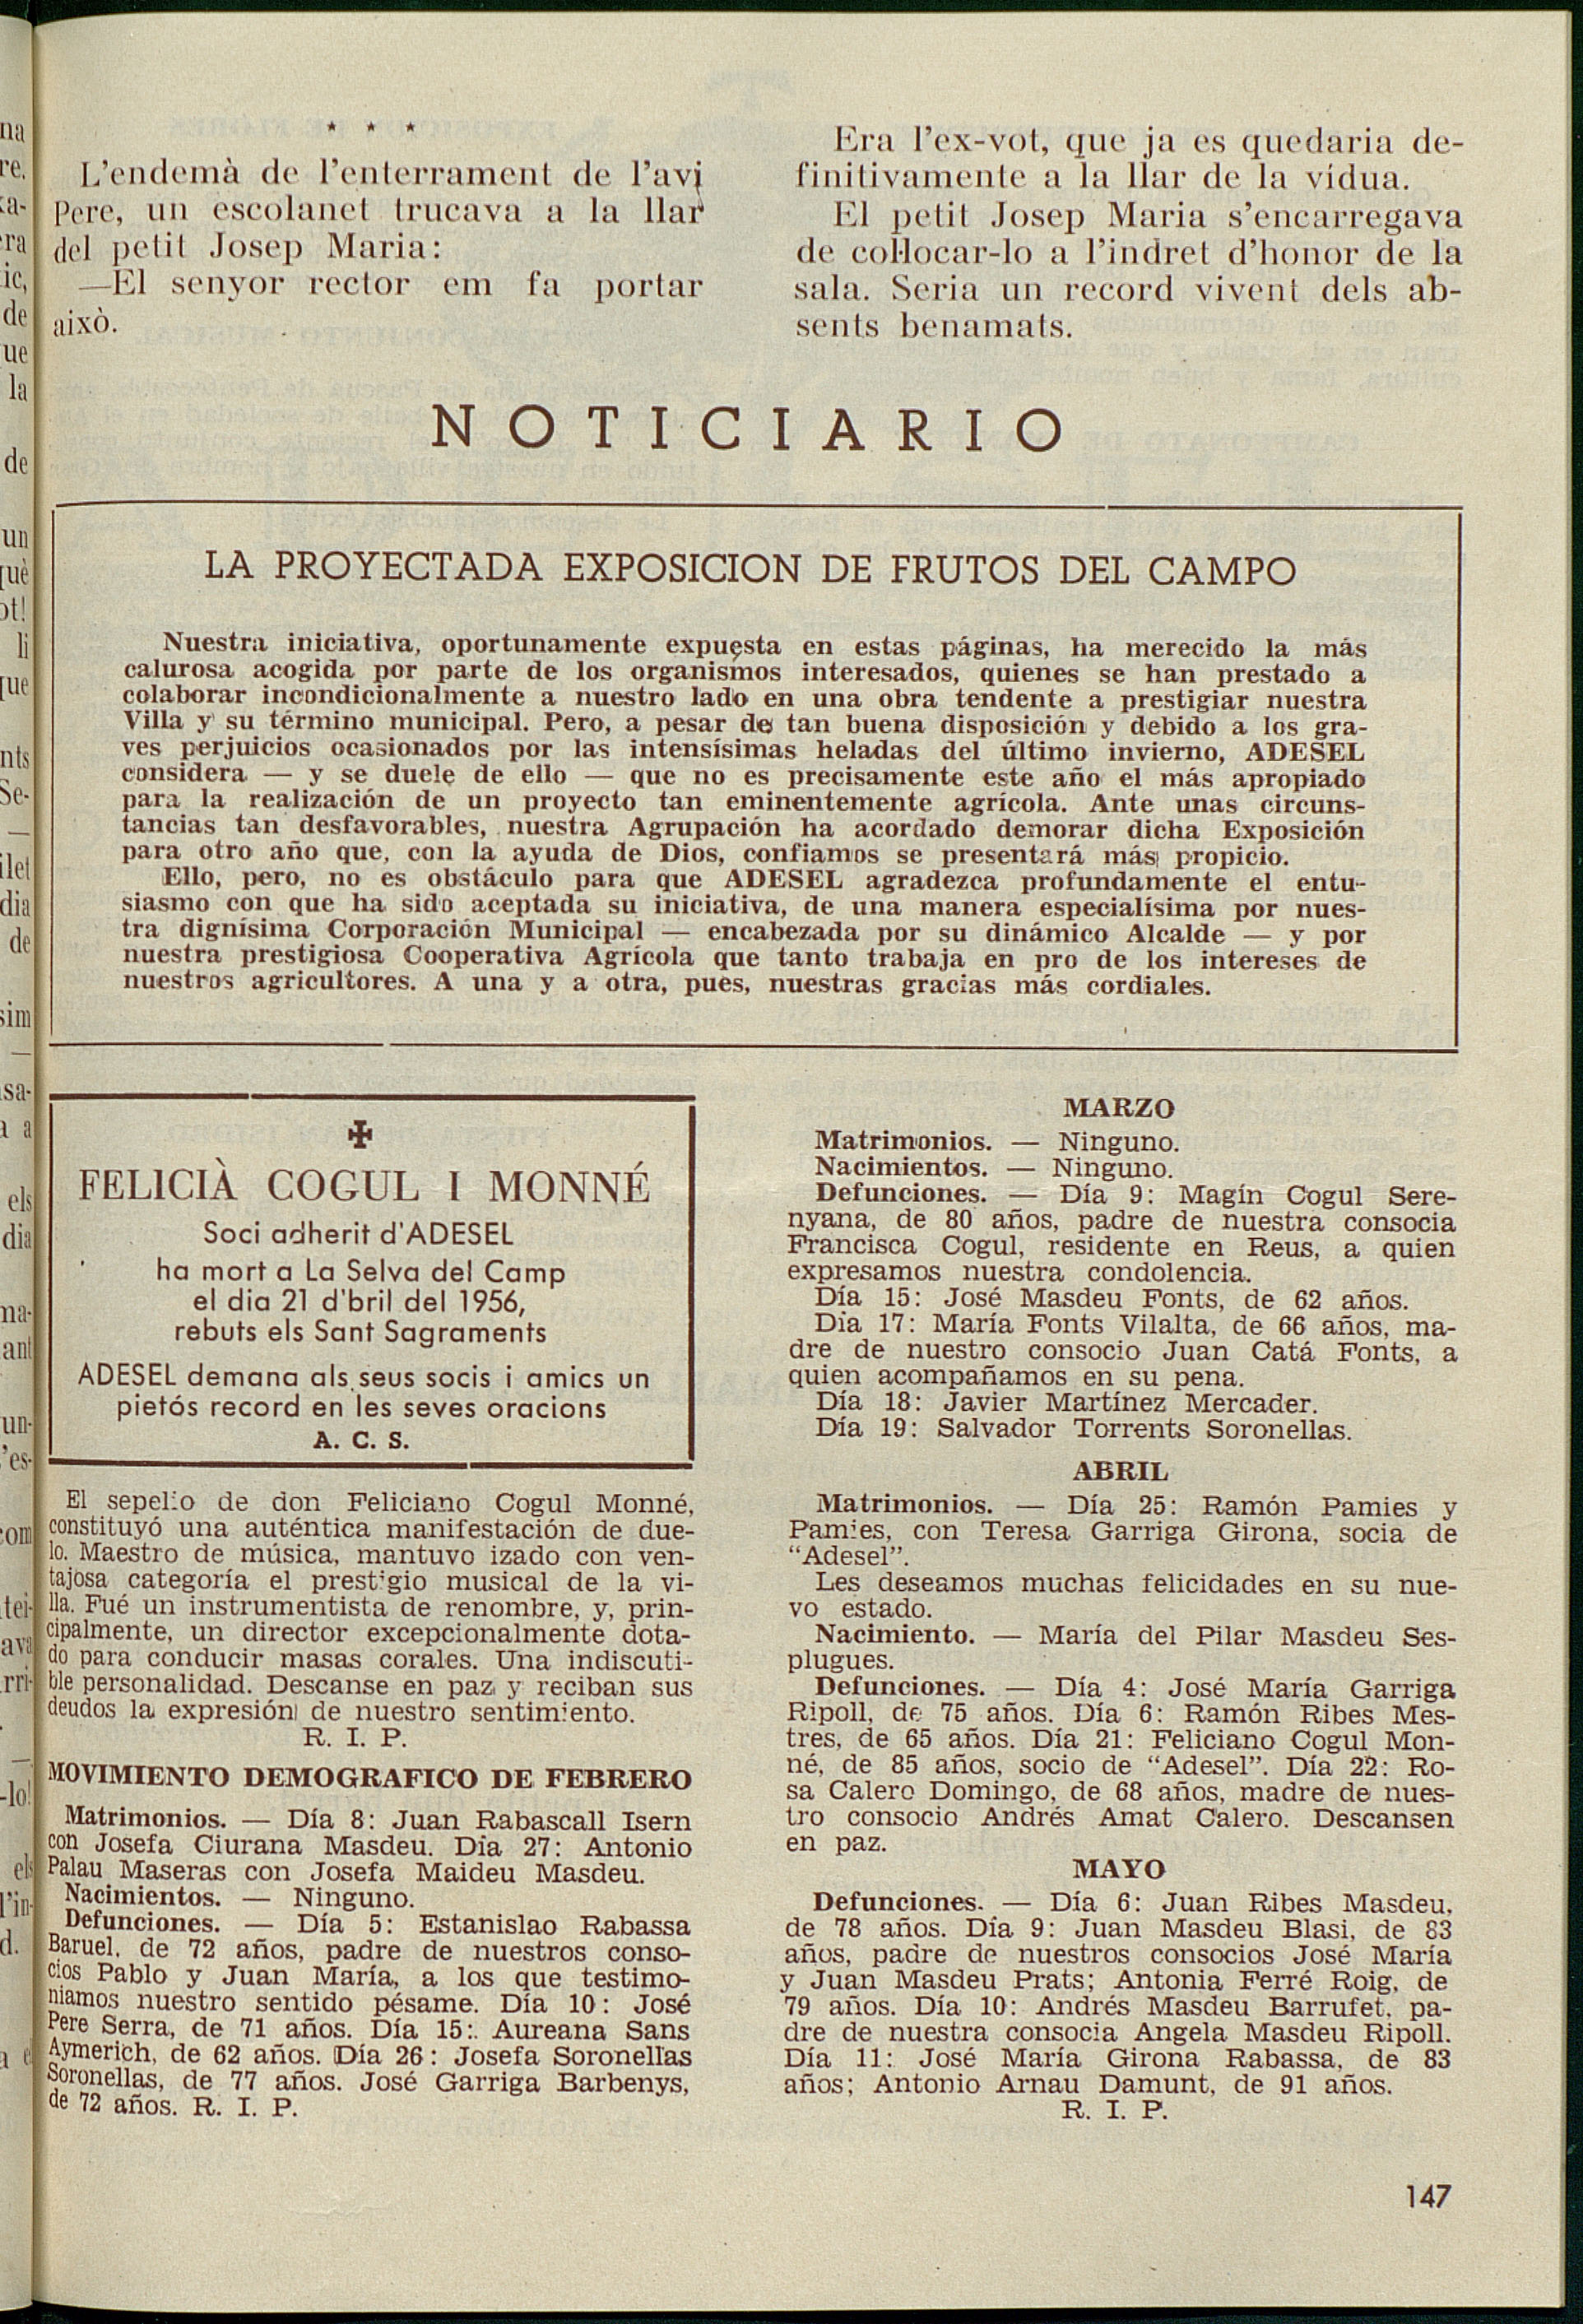 * * *
L'endemà de l'enterrament de l'avi
Pere, un escolanet trucava a la llar
del petit Josep Maria:
—El senyor rector em fa portar
això.
Era l'ex-vot, que ja es quedaria de-
finitivamente a la llar de la vídua.
El petit Josep Maria s'encarregava
de col·locar-lo a l'indret d'honor de la
sala. Seria un record vivent dels ab-
sents benamats.
NOTICIARIO
LA PROYECTADA EXPOSICION DE FRUTOS DEL CAMPO
Nuestra iniciativa, oportunamente expuesta en estas páginas, ha merecido la más
calurosa acogida por parte de los organismos interesados, quienes se han prestado a
colaborar incondicionalmente a nuestro lado en una obra tendente a prestigiar nuestra
Villa y su término municipal. Pero, a pesar de tan buena disposición y debido a los gra-
ves perjuicios ocasionados por las intensísimas heladas del último invierno, ADESEL
considera — y se duele de ello — que no es precisamente este año el más apropiado
para la realización de un proyecto tan eminentemente agrícola. Ante unas circuns-
tancias tan desfavorables, nuestra Agrupación ha acordado demorar dicha Exposición
para otro año que, con la ayuda de Dios, confiamos se presentará más propicio.
Ello, pero, no es obstáculo para que ADESEL agradezca profundamente el entu-
siasmo con que ha sido aceptada su iniciativa, de una manera especialísima por nues-
tra dignísima Corporación Municipal — encabezada por su dinámico Alcalde — y por
nuestra prestigiosa Cooperativa Agrícola que tanto trabaja en pro de los intereses de
nuestros agricultores. A una y a otra, pues, nuestras gracias más cordiales.
✠
FELICIÀ COGUL I MONNÉ
Soci adherit d'ADESEL
ha mort a La Selva del Camp
el dia 21 d'bril del 1956,
rebuts els Sant Sagraments
ADESEL demana als seus socis i amics un
pietós record en les seves oracions
A. C. S.
El sepelio de don Feliciano Cogul Monné,
constituyó una auténtica manifestación de due-
lo. Maestro de música, mantuvo izado con ven-
tajosa categoría el prestigio musical de la vi-
lla. Fué un instrumentista de renombre, y, prin-
cipalmente, un director excepcionalmente dota-
do para conducir masas corales. Una indiscuti-
ble personalidad. Descanse en paz y reciban sus
deudos la expresión de nuestro sentimiento.
R. I. P.
MOVIMIENTO DEMOGRAFICO DE FEBRERO
Matrimonios. — Día 8: Juan Rabascall Isern
con Josefa Ciurana Masdeu. Día 27: Antonio
Palau Maseras con Josefa Maideu Masdeu.
Nacimientos. — Ninguno.
Defunciones. — Día 5: Estanislao Rabassa
Baruel, de 72 años, padre de nuestros conso-
cios Pablo y Juan María, a los que testimo-
niamos nuestro sentido pésame. Día 10: José
Pere Serra, de 71 años. Día 15: Aureana Sans
Aymerich, de 62 años. Día 26: Josefa Soronellas
Soronellas, de 77 años. José Garriga Barbenys,
de 72 años. R. I. P.
MARZO
Matrimonios. — Ninguno.
Nacimientos. — Ninguno.
Defunciones. — Día 9: Magín Cogul Sere-
nyana, de 80 años, padre de nuestra consocia
Francisca Cogul, residente en Reus, a quien
expresamos nuestra condolencia.
Día 15: José Masdeu Fonts, de 62 años.
Dia 17: María Fonts Vilalta, de 66 años, ma-
dre de nuestro consocio Juan Catá Fonts, a
quien acompañamos en su pena.
Día 18: Javier Martínez Mercader.
Día 19: Salvador Torrents Soronellas.
ABRIL
Matrimonios. — Día 25: Ramón Pamies y
Pamies, con Teresa Garriga Girona, socia de
"Adesel".
Les deseamos muchas felicidades en su nue-
vo estado.
Nacimiento. — María del Pilar Masdeu Ses-
plugues.
Defunciones. — Día 4: José María Garriga
Ripoll, de 75 años. Día 6: Ramón Ribes Mes-
tres, de 65 años. Día 21: Feliciano Cogul Mon-
né, de 85 años, socio de "Adesel". Día 22: Ro-
sa Calero Domingo, de 68 años, madre de nues-
tro consocio Andrés Amat Calero. Descansen
en paz.
MAYO
Defunciones. — Día 6: Juan Ribes Masdeu,
de 78 años. Día 9: Juan Masdeu Blasi, de 83
años, padre de nuestros consocios José María
y Juan Masdeu Prats; Antonia Ferré Roig, de
79 años. Día 10: Andrés Masdeu Barrufet, pa-
dre de nuestra consocia Angela Masdeu Ripoll.
Día 11: José María Girona Rabassa, de 83
años; Antonio Arnau Damunt, de 91 años.
R. I. P.
147